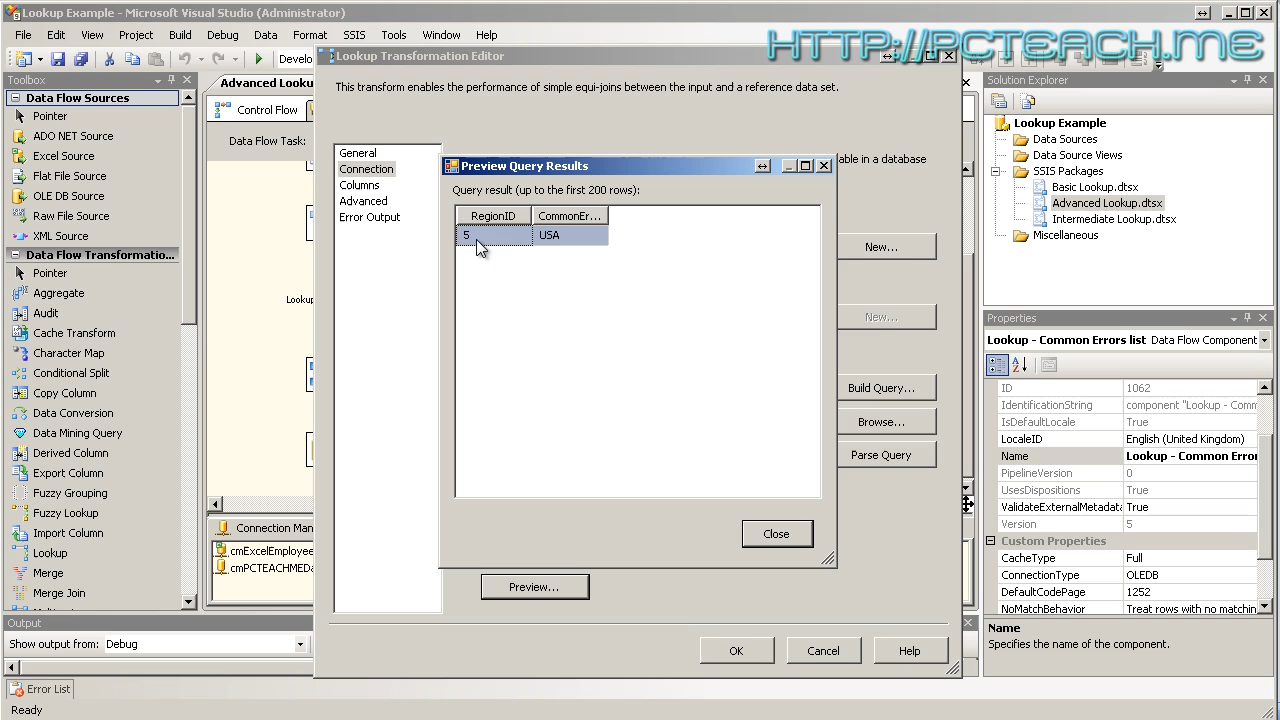 Lookup Example - Microsoft Visual Studio (Administrator)
File Edit View Project Build Debug Data Format SSIS Tools Window Help
HTTP://PCTEACH.ME
Develo
Toolbox
Data Flow Sources
Pointer
ADO NET Source
Excel Source
Flat File Source
OLE DB Source
Raw File Source
XML Source
Data Flow Transformatio...
Pointer
Aggregate
Audit
Cache Transform
Character Map
Conditional Split
Copy Column
Data Conversion
Data Mining Query
Derived Column
Export Column
Fuzzy Grouping
Fuzzy Lookup
Import Column
Lookup
Merge
Merge Join
Advanced Looku
Control Flow
Data Flow Task:
Lookup
Connection Man
cmExcelEmployee
cmPCTEACHMEDa
Lookup Transformation Editor
This transform enables the performance of simple equi-joins between the input and a reference data set.
General
Connection
Columns
Advanced
Error Output
able in a database
New...
New...
Build Query...
Browse...
Parse Query
Preview...
OK Cancel Help
Preview Query Results
Query result (up to the first 200 rows):
RegionID CommonEr...
5 USA
Close
Solution Explorer
Lookup Example
Data Sources
Data Source Views
SSIS Packages
Basic Lookup.dtsx
Advanced Lookup.dtsx
Intermediate Lookup.dtsx
Miscellaneous
Properties
Lookup - Common Errors list Data Flow Component
ID 1062
IdentificationString component "Lookup - Comm
IsDefaultLocale True
LocaleID English (United Kingdom)
Name Lookup - Common Error
PipelineVersion 0
UsesDispositions True
ValidateExternalMetadata True
Version 5
Custom Properties
CacheType Full
ConnectionType OLEDB
DefaultCodePage 1252
NoMatchBehavior Treat rows with no matchin
Name
Specifies the name of the component.
Output
Show output from: Debug
Error List
Ready